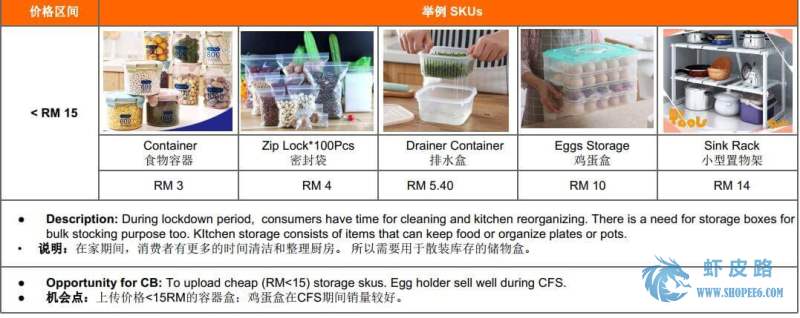 价格区间
举例 SKUs
< RM 15
Container
食物容器
RM 3
Zip Lock*100Pcs
密封袋
RM 4
Drainer Container
排水盒
RM 5.40
Eggs Storage
鸡蛋盒
RM 10
Sink Rack
小型置物架
RM 14
● Description: During lockdown period, consumers have time for cleaning and kitchen reorganizing. There is a need for storage boxes for
bulk stocking purpose too. KItchen storage consists of items that can keep food or organize plates or pots.
• 说明：在家期间，消费者有更多的时间清洁和整理厨房。 所以需要用于散装库存的储物盒。
● Opportunity for CB: To upload cheap (RM<15) storage skus. Egg holder sell well during CFS.
● 机会点：上传价格<15RM的容器盒；鸡蛋盒在CFS期间销量较好。
虾皮路
WWW.SHOPEE6.COM